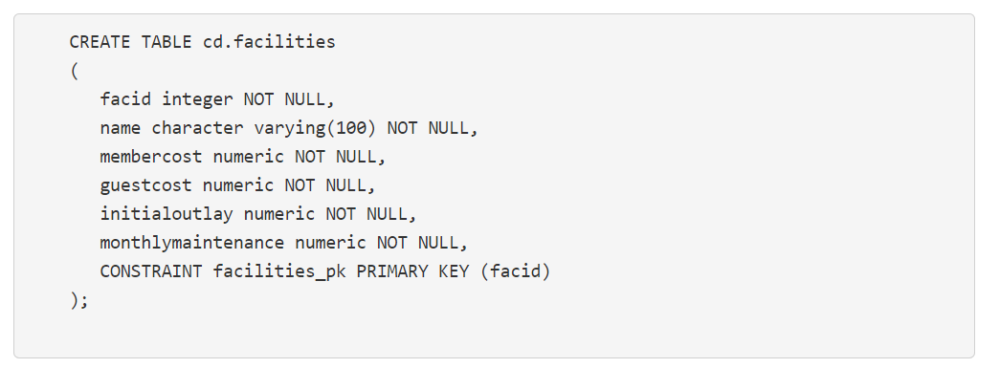 CREATE TABLE cd.facilities
(
facid integer NOT NULL,
name character varying(100) NOT NULL,
membercost numeric NOT NULL,
guestcost numeric NOT NULL,
initialoutlay numeric NOT NULL,
monthlymaintenance numeric NOT NULL,
CONSTRAINT facilities_pk PRIMARY KEY (facid)
);